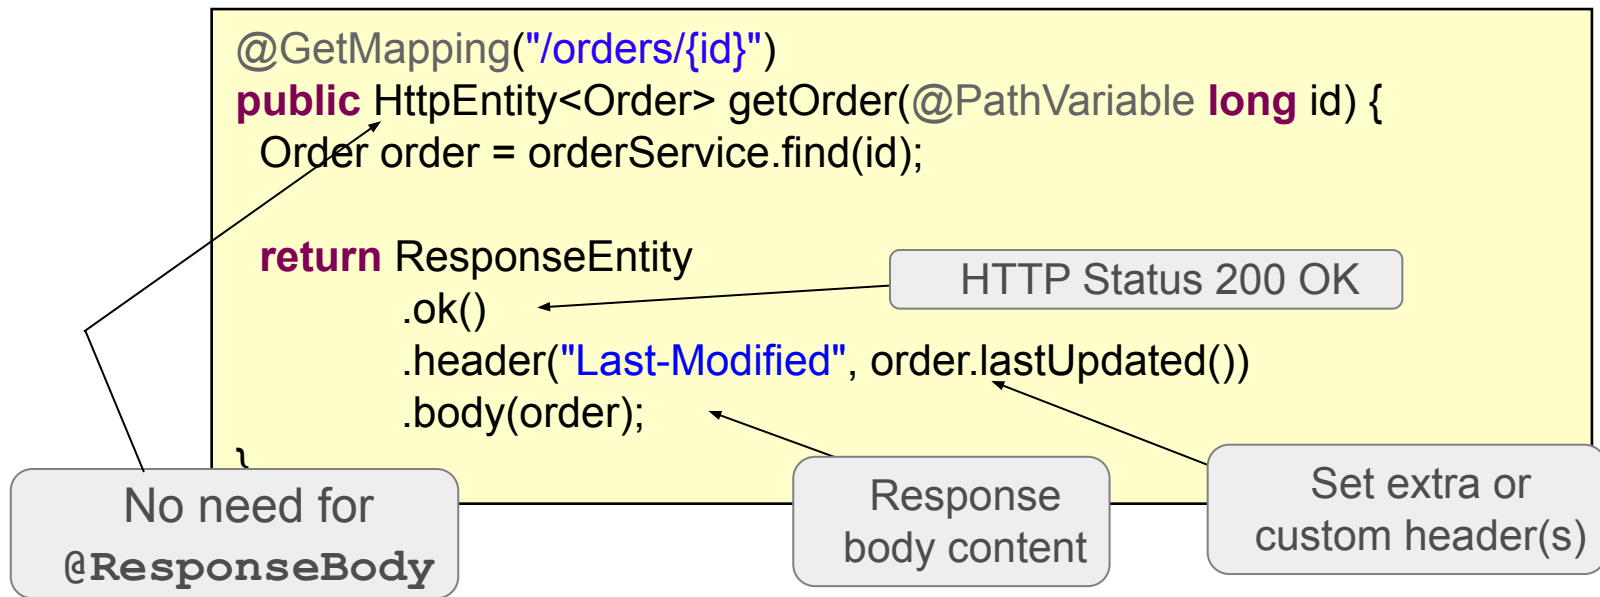 @GetMapping("/orders/{id}")
public HttpEntity<Order> getOrder(@PathVariable long id) {
Order order = orderService.find(id);
return ResponseEntity
HTTP Status 200 OK
.ok()
.header("Last-Modified", order.lastUpdated())
.body(order);
}
No need for
@ResponseBody
Response
body content
Set extra or
custom header(s)